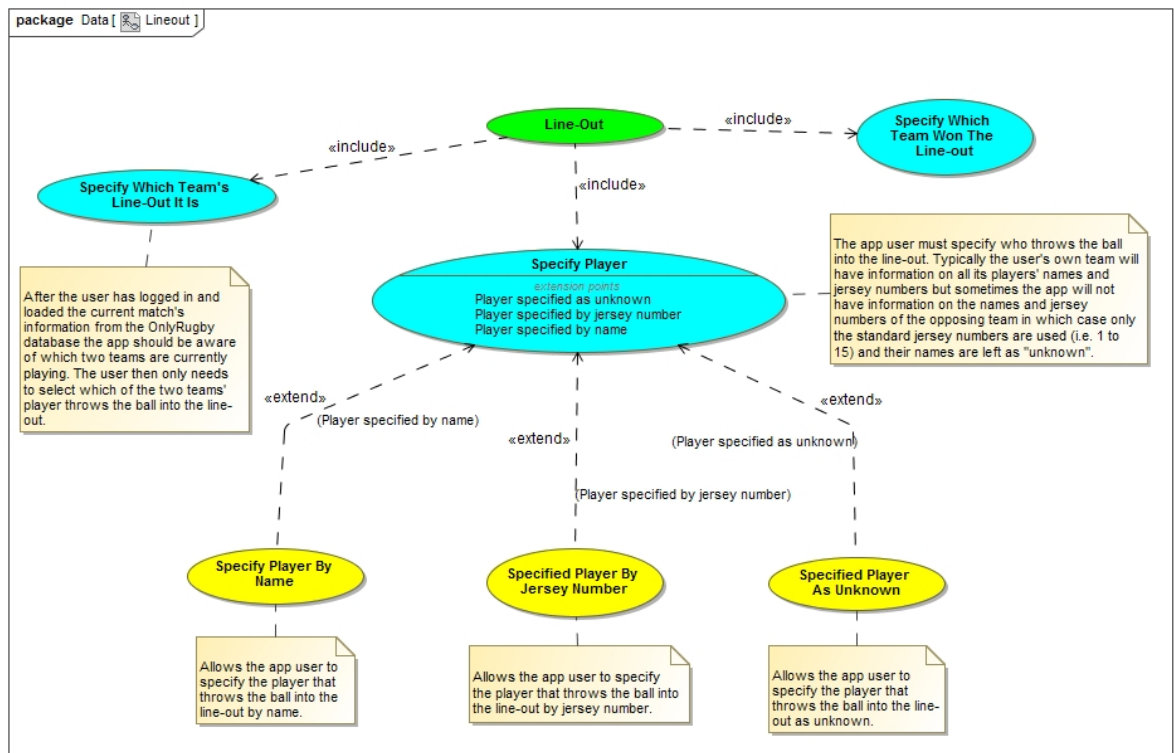 package Data [ Lineout ]
Line-Out
«include»
«include»
«include»
Specify Which
Team Won The
Line-out
Specify Which Team's
Line-Out It Is
Specify Player
extension points
Player specified as unknown
Player specified by jersey number
Player specified by name
The app user must specify who throws the ball
into the line-out. Typically the user's own team will
have information on all its players' names and
jersey numbers but sometimes the app will not
have information on the names and jersey
numbers of the opposing team in which case only
the standard jersey numbers are used (i.e. 1 to
15) and their names are left as "unknown".
After the user has logged in and
loaded the current match's
information from the OnlyRugby
database the app should be aware
of which two teams are currently
playing. The user then only needs
to select which of the two teams'
player throws the ball into the line-
out.
«extend»
(Player specified by name)
«extend»
(Player specified by jersey number)
«extend»
(Player specified as unknown)
Specify Player By
Name
Specified Player By
Jersey Number
Specified Player
As Unknown
Allows the app user to
specify the player that
throws the ball into the
line-out by name.
Allows the app user to specify
the player that throws the ball into
the line-out by jersey number.
Allows the app user to
specify the player that
throws the ball into the line-
out as unknown.